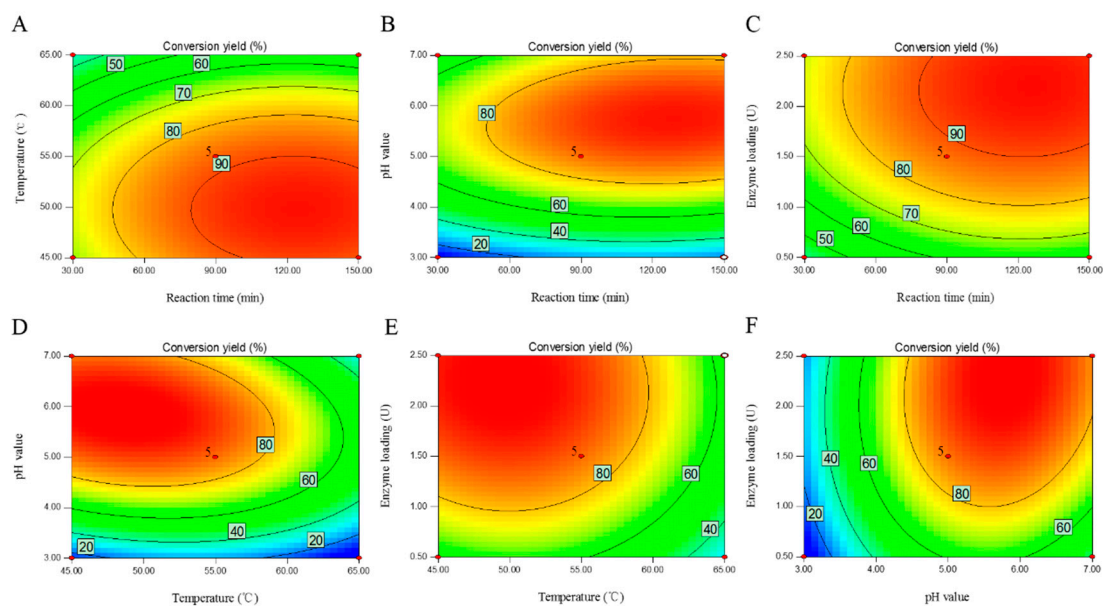 A
Conversion yield (%)
65.00
60.00
55.00
50.00
45.00
Temperature (℃)
50
60
70
80
5
90
30.00 60.00 90.00 120.00 150.00
Reaction time (min)
B
Conversion yield (%)
7.00
6.00
5.00
4.00
3.00
pH value
80
5
60
40
20
30.00 60.00 90.00 120.00 150.00
Reaction time (min)
C
Conversion yield (%)
2.50
2.00
1.50
1.00
0.50
Enzyme loading (U)
90
5
80
70
60
50
30.00 60.00 90.00 120.00 150.00
Reaction time (min)
D
Conversion yield (%)
7.00
6.00
5.00
4.00
3.00
pH value
5
80
60
40
20
20
45.00 50.00 55.00 60.00 65.00
Temperature (℃)
E
Conversion yield (%)
2.50
2.00
1.50
1.00
0.50
Enzyme loading (U)
5
80
60
40
45.00 50.00 55.00 60.00 65.00
Temperature (℃)
F
Conversion yield (%)
2.50
2.00
1.50
1.00
0.50
Enzyme loading (U)
40
60
5
80
20
60
3.00 4.00 5.00 6.00 7.00
pH value